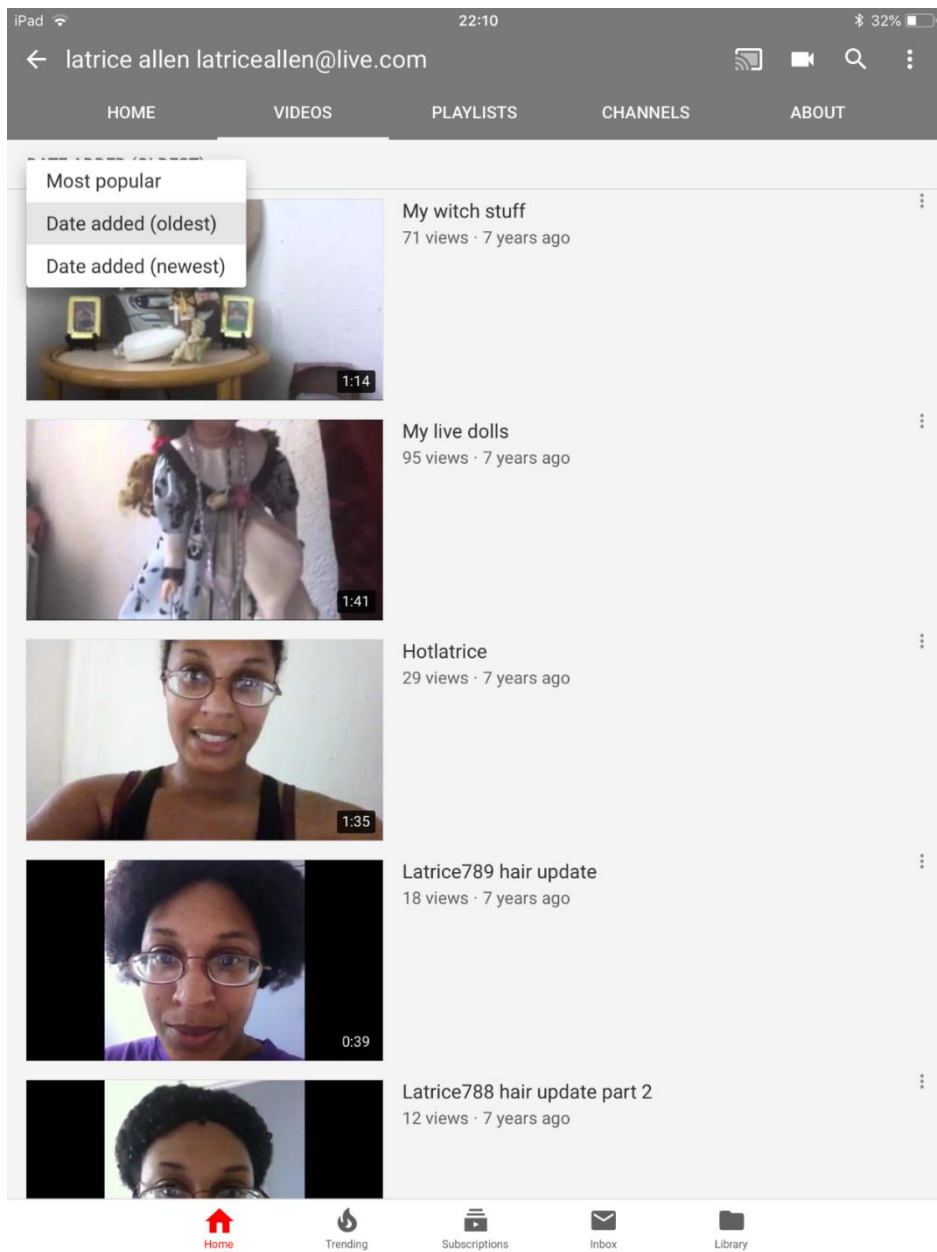 iPad 22:10 32%
latrice allen latriceallen@live.com
HOME VIDEOS PLAYLISTS CHANNELS ABOUT
DATE ADDED (OLDEST)
Most popular
Date added (oldest)
Date added (newest)
My witch stuff
71 views · 7 years ago
1:14
My live dolls
95 views · 7 years ago
1:41
Hotlatrice
29 views · 7 years ago
1:35
Latrice789 hair update
18 views · 7 years ago
0:39
Latrice788 hair update part 2
12 views · 7 years ago
Home Trending Subscriptions Inbox Library